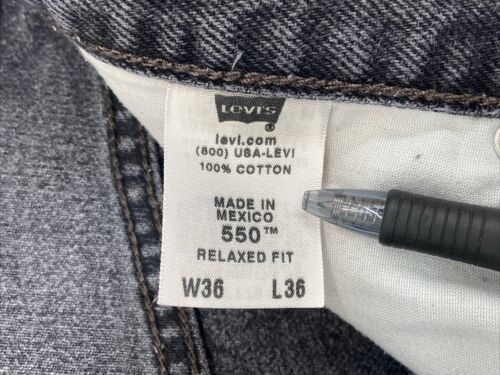 LEVI'S
®
levi.com
(800) USA-LEVI
100% COTTON
MADE IN
MEXICO
550™
RELAXED FIT
W36 L36